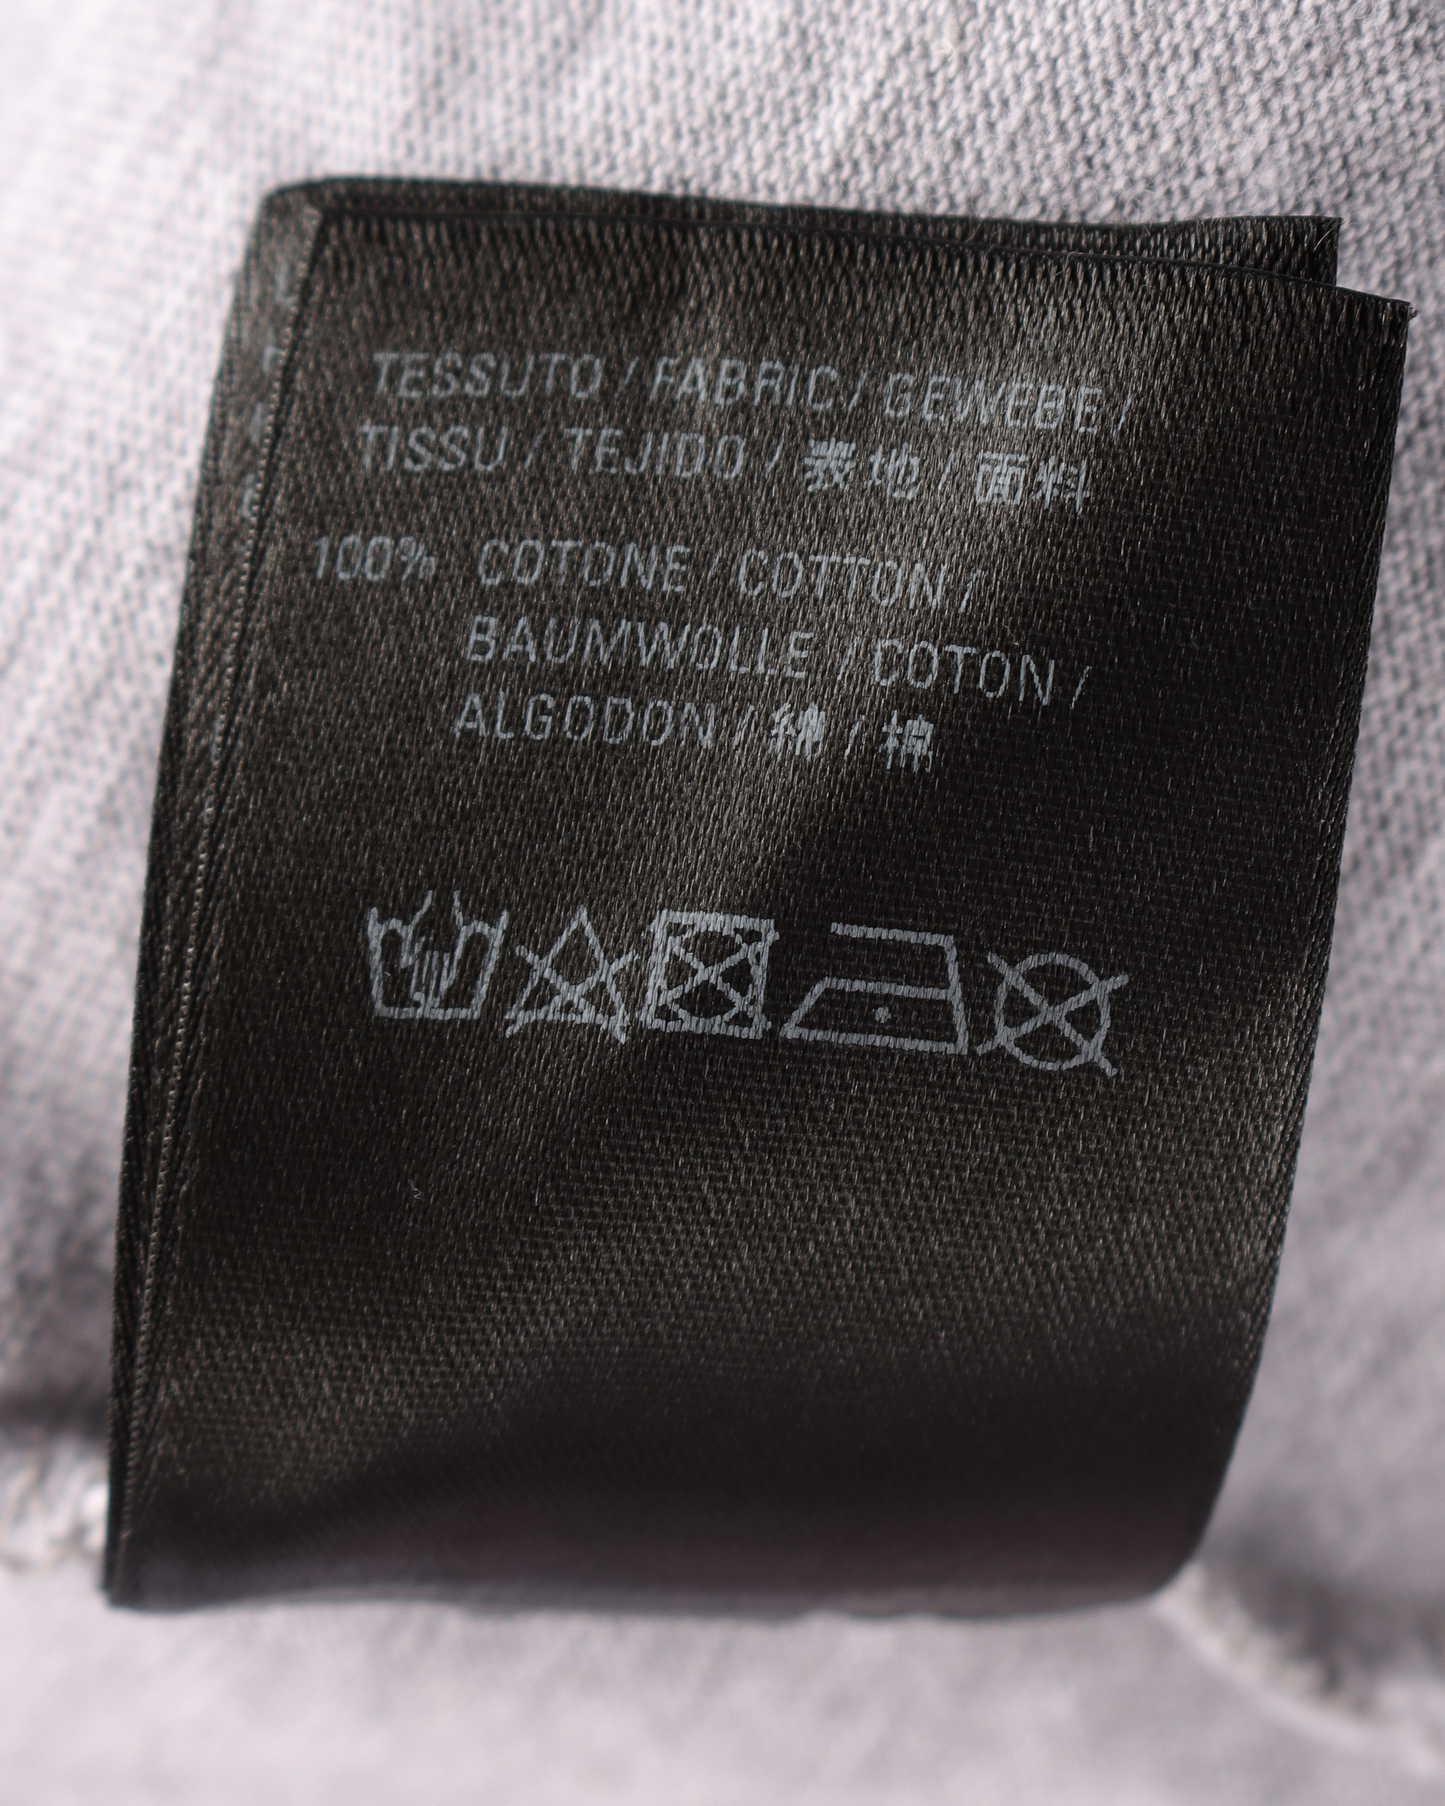 TESSUTO / FABRIC / GEWEBE /
TISSU / TEJIDO / 表地 / 面料
100% COTONE / COTTON /
BAUMWOLLE / COTON /
ALGODON / 綿 / 棉